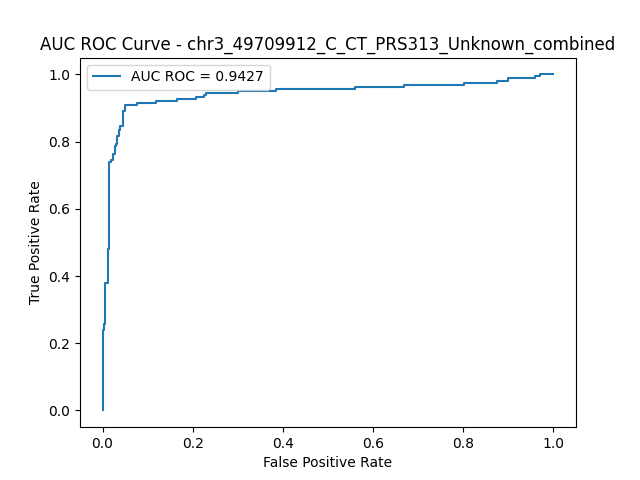 AUC ROC Curve - chr3_49709912_C_CT_PRS313_Unknown_combined
AUC ROC = 0.9427
1.0
0.8
0.6
0.4
0.2
0.0
True Positive Rate
0.0 0.2 0.4 0.6 0.8 1.0
False Positive Rate